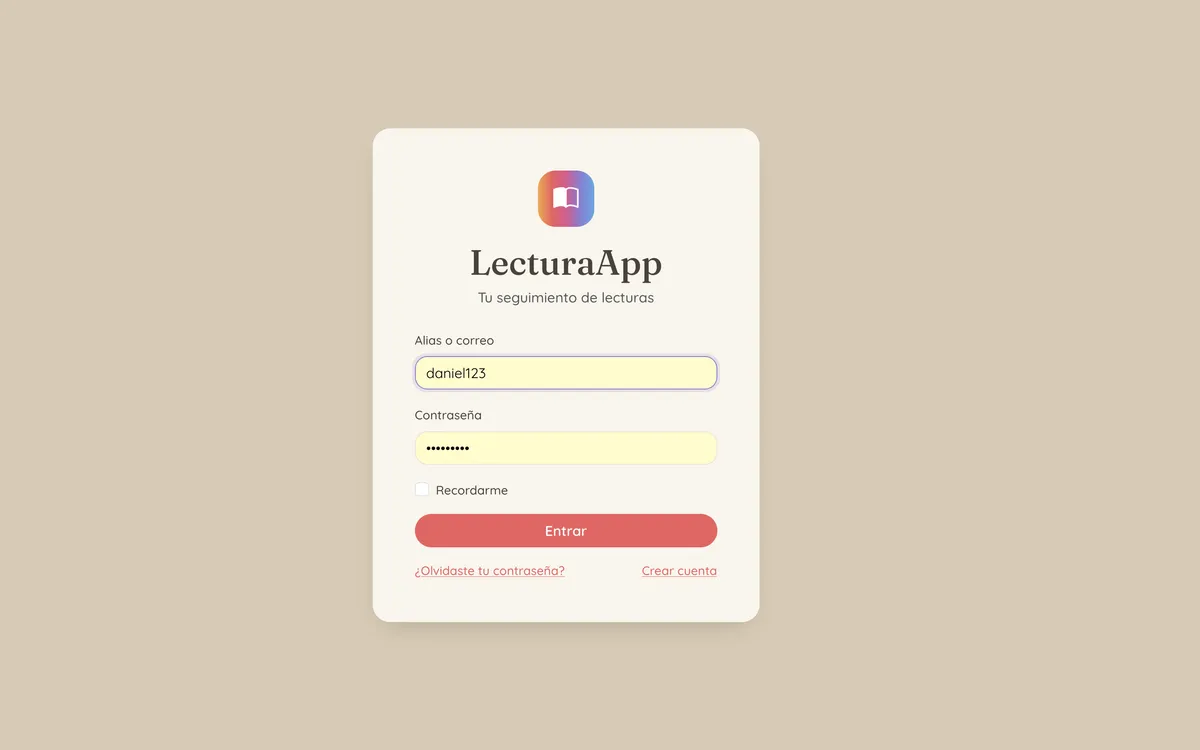 LecturaApp
Tu seguimiento de lecturas
Alias o correo
daniel123
Contraseña
•••••••••
Recordarme
Entrar
¿Olvidaste tu contraseña? Crear cuenta